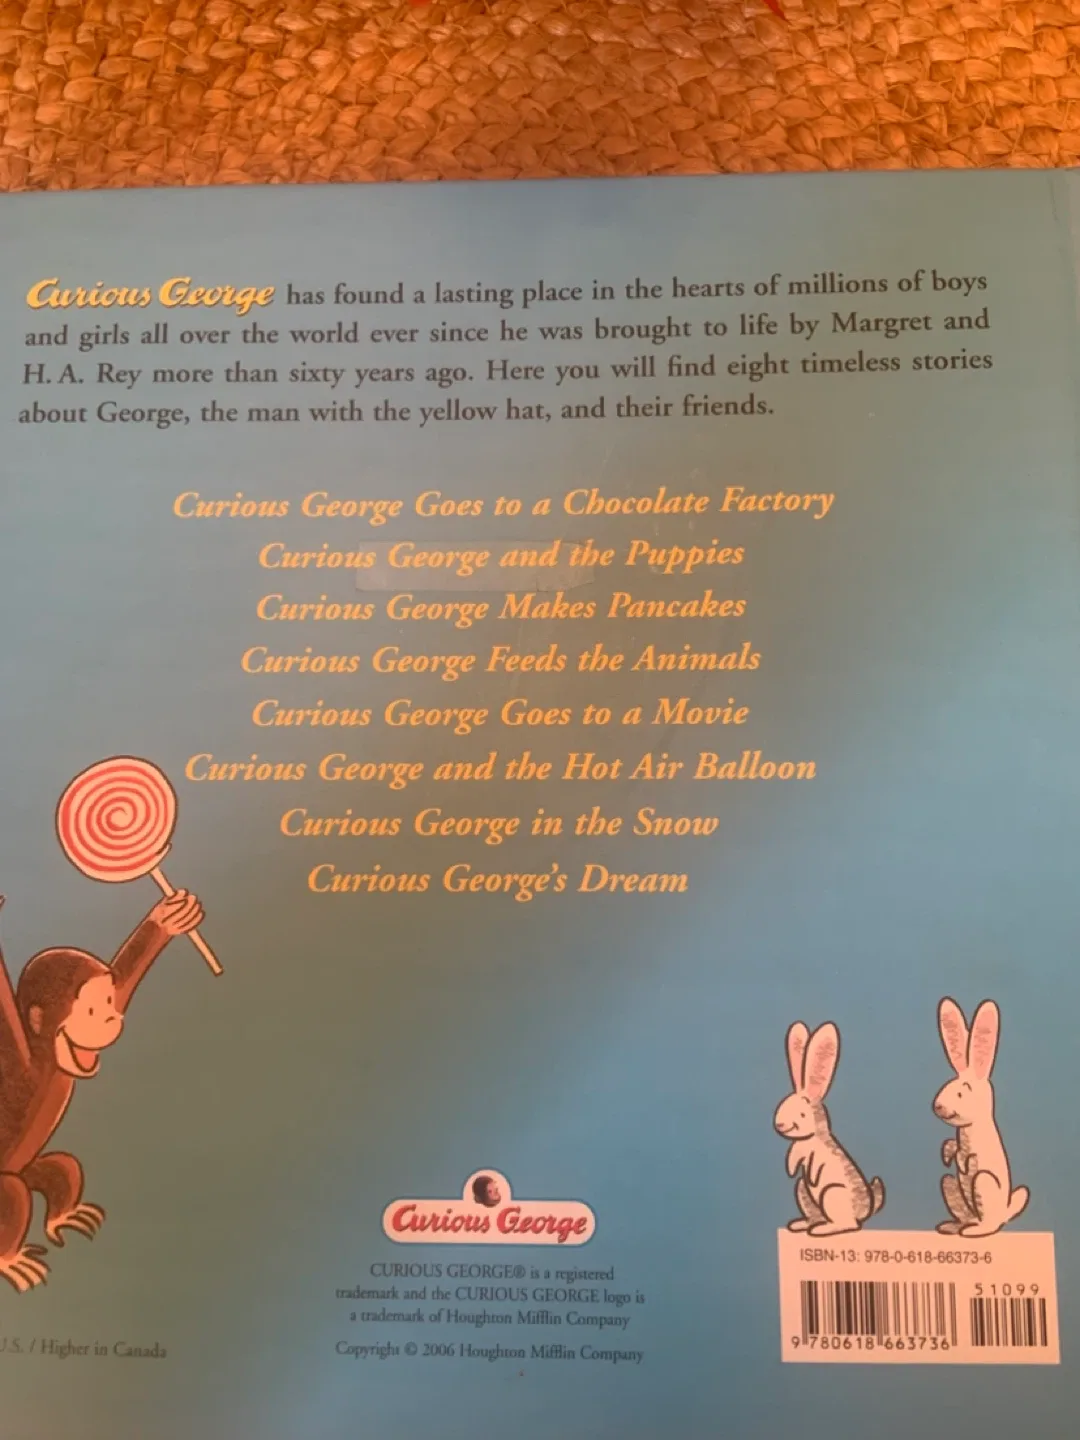 Curious George has found a lasting place in the hearts of millions of boys
and girls all over the world ever since he was brought to life by Margret and
H. A. Rey more than sixty years ago. Here you will find eight timeless stories
about George, the man with the yellow hat, and their friends.
Curious George Goes to a Chocolate Factory
Curious George and the Puppies
Curious George Makes Pancakes
Curious George Feeds the Animals
Curious George Goes to a Movie
Curious George and the Hot Air Balloon
Curious George in the Snow
Curious George's Dream
Curious George
CURIOUS GEORGE® is a registered
trademark and the CURIOUS GEORGE logo is
a trademark of Houghton Mifflin Company
Copyright © 2006 Houghton Mifflin Company
U.S. / Higher in Canada
ISBN-13: 978-0-618-66373-6
51099
9 780618 663736